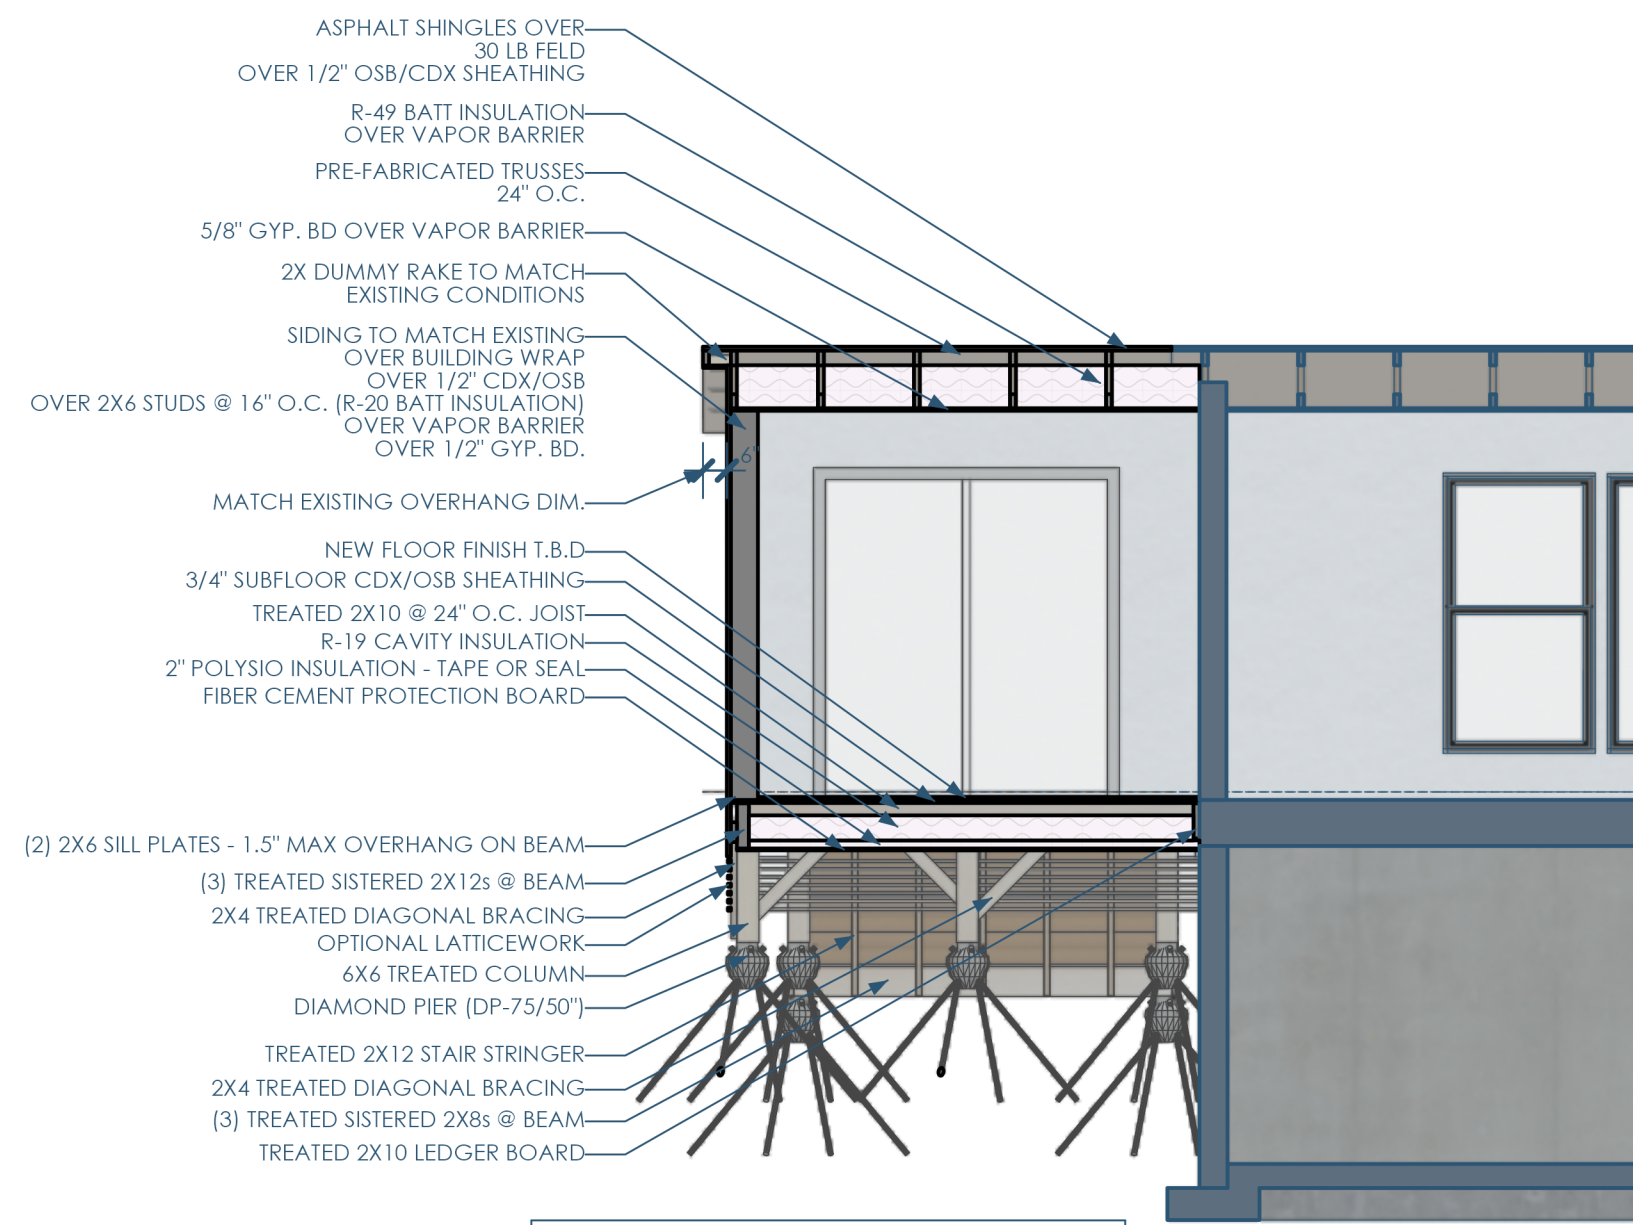 ASPHALT SHINGLES OVER
30 LB FELD
OVER 1/2" OSB/CDX SHEATHING
R-49 BATT INSULATION
OVER VAPOR BARRIER
PRE-FABRICATED TRUSSES
24" O.C.
5/8" GYP. BD OVER VAPOR BARRIER
2X DUMMY RAKE TO MATCH
EXISTING CONDITIONS
SIDING TO MATCH EXISTING
OVER BUILDING WRAP
OVER 1/2" CDX/OSB
OVER 2X6 STUDS @ 16" O.C. (R-20 BATT INSULATION)
OVER VAPOR BARRIER
OVER 1/2" GYP. BD.
6"
MATCH EXISTING OVERHANG DIM.
NEW FLOOR FINISH T.B.D
3/4" SUBFLOOR CDX/OSB SHEATHING
TREATED 2X10 @ 24" O.C. JOIST
R-19 CAVITY INSULATION
2" POLYSIO INSULATION - TAPE OR SEAL
FIBER CEMENT PROTECTION BOARD
(2) 2X6 SILL PLATES - 1.5" MAX OVERHANG ON BEAM
(3) TREATED SISTERED 2X12s @ BEAM
2X4 TREATED DIAGONAL BRACING
OPTIONAL LATTICEWORK
6X6 TREATED COLUMN
DIAMOND PIER (DP-75/50")
TREATED 2X12 STAIR STRINGER
2X4 TREATED DIAGONAL BRACING
(3) TREATED SISTERED 2X8s @ BEAM
TREATED 2X10 LEDGER BOARD